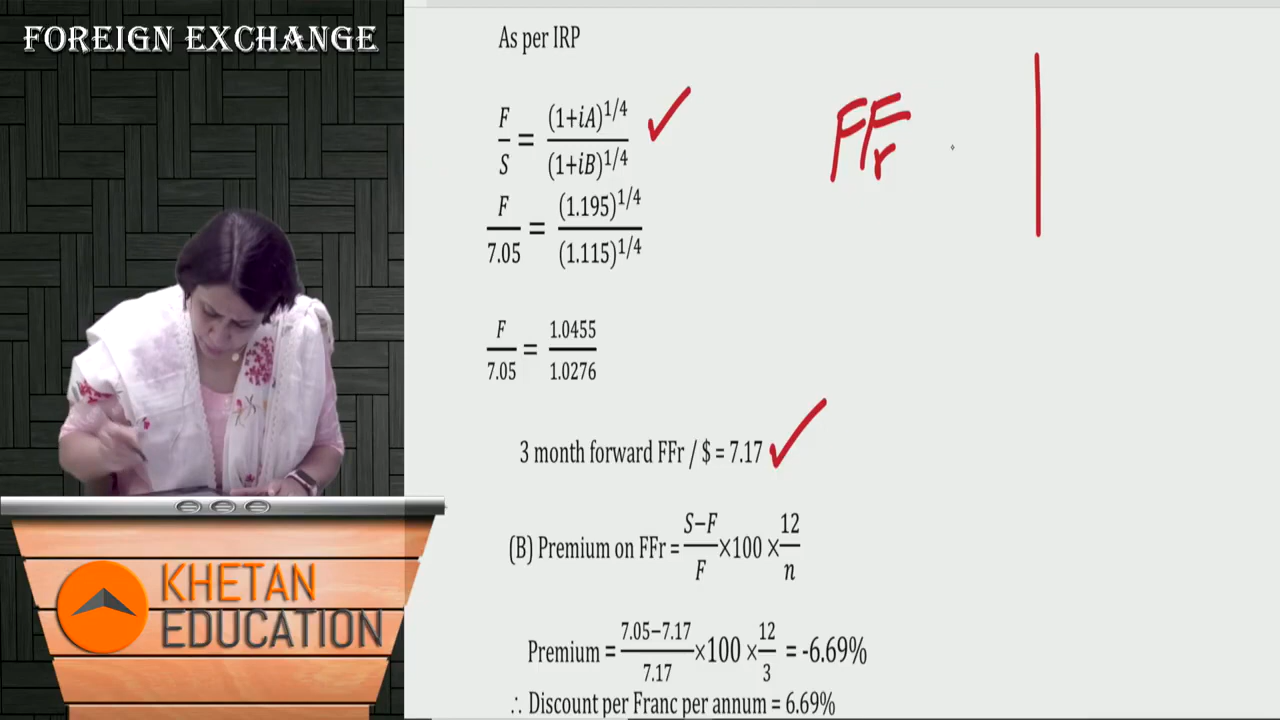 FOREIGN EXCHANGE
As per IRP
F/S = (1+iA)^1/4 / (1+iB)^1/4
F/7.05 = (1.195)^1/4 / (1.115)^1/4
F/7.05 = 1.0455/1.0276
3 month forward FFr / $ = 7.17
(B) Premium on FFr = S−F/F ×100 × 12/n
Premium = 7.05−7.17/7.17 ×100 × 12/3 = -6.69%
∴ Discount per Franc per annum = 6.69%
FFr
KHETAN
EDUCATION